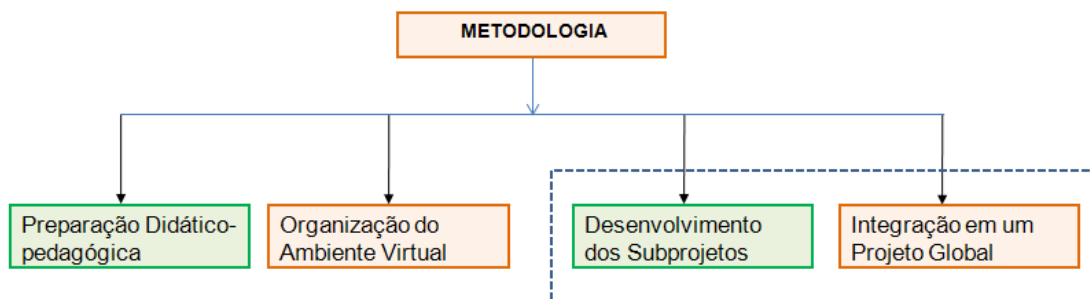 METODOLOGIA
Preparação Didático-
pedagógica
Organização do
Ambiente Virtual
Desenvolvimento
dos Subprojetos
Integração em um
Projeto Global